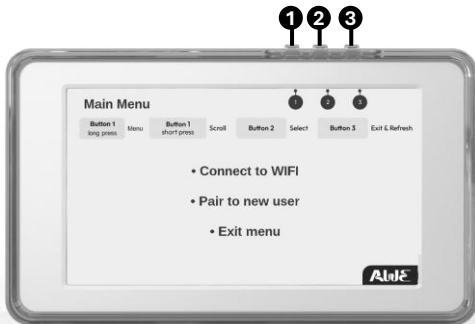 1 2 3
Main Menu
1 2 3
Button 1 long press Menu Button 1 short press Scroll Button 2 Select Button 3 Exit & Refresh
• Connect to WIFI
• Pair to new user
• Exit menu